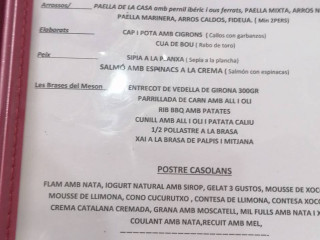 Arrossos/ PAELLA DE LA CASA amb pernil ibèric i ous ferrats, PAELLA MIXTA, ARROS N
PAELLA MARINERA, ARROS CALDOS, FIDEUA. ( Min 2PERS)
Elaborats CAP I POTA AMB CIGRONS ( Callos con garbanzos)
CUA DE BOU ( Rabo de toro)
Peix SIPIA A LA PLANXA ( Sepia a la plancha)
SALMÓ AMB ESPINACS A LA CREMA ( Salmón con espinacas)
Les Brases del Meson ENTRECOT DE VEDELLA DE GIRONA 300GR
PARRILLADA DE CARN AMB ALL I OLI
RIB BBQ AMB PATATES
CUNILL AMB ALL I OLI I PATATA CALIU
1/2 POLLASTRE A LA BRASA
XAI A LA BRASA DE PALPIS I MITJANA
POSTRE CASOLANS
FLAM AMB NATA, IOGURT NATURAL AMB SIROP, GELAT 3 GUSTOS, MOUSSE DE XOC
MOUSSE DE LLIMONA, CONO CUCURUTXO , CONTESA DE LLIMONA, CONTESA XOCO
CREMA CATALANA CREMADA, GRANA AMB MOSCATELL, MIL FULLS AMB NATA I X
COULANT AMB NATA,RECUIT AMB MEL,